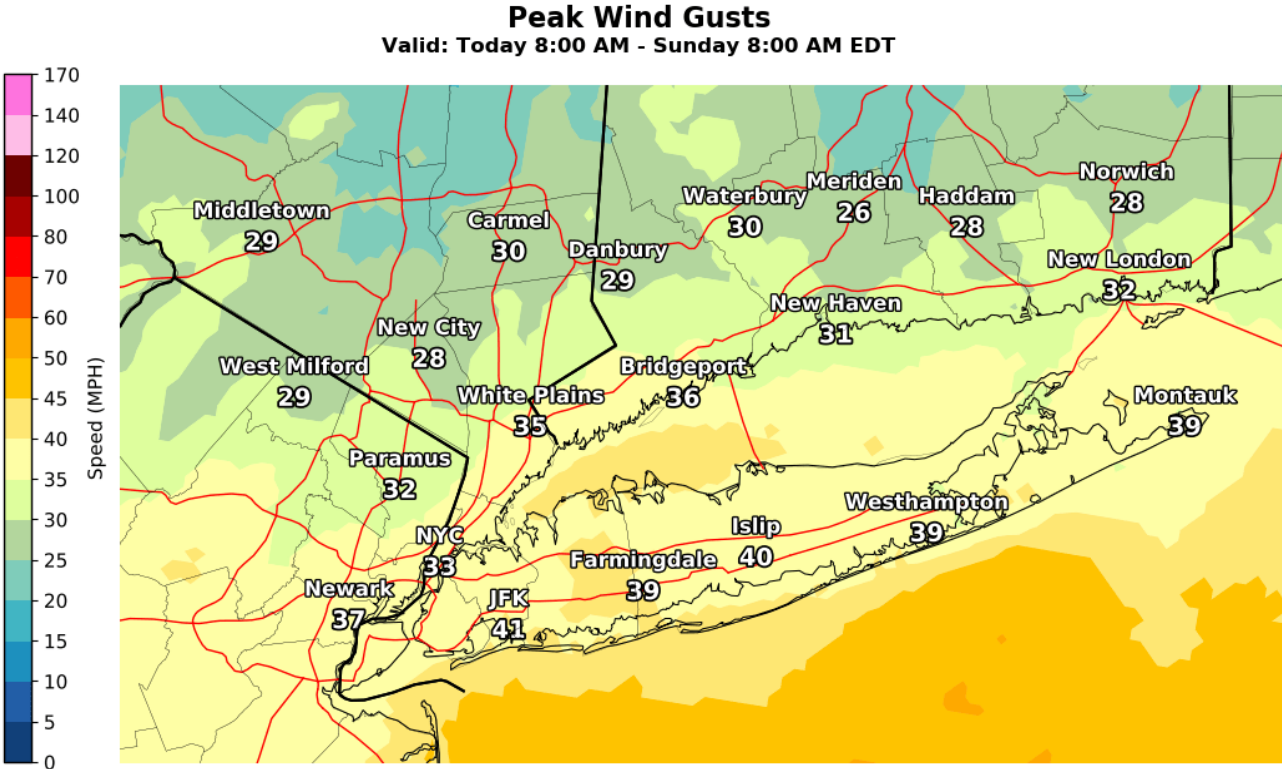 Peak Wind Gusts
Valid: Today 8:00 AM - Sunday 8:00 AM EDT
170
140
120
100
80
70
60
50
45
40
35
30
25
20
15
10
5
0
Speed (MPH)
Middletown
29
Carmel
30
Danbury
29
Waterbury
30
Meriden
26
Haddam
28
Norwich
28
New London
32
New Haven
31
New City
28
West Milford
29
White Plains
35
Bridgeport
36
Montauk
39
Paramus
32
Westhampton
39
NYC
33
Islip
40
Farmingdale
39
Newark
37
JFK
41